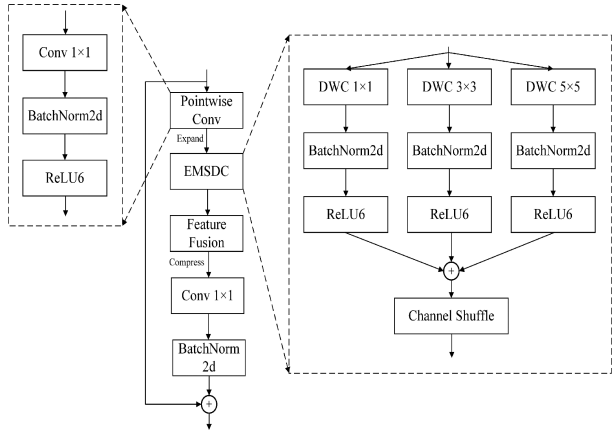 Conv 1×1
BatchNorm2d
ReLU6
Pointwise
Conv
Expand
EMSDC
Feature
Fusion
Compress
Conv 1×1
BatchNorm
2d
+
DWC 1×1 DWC 3×3 DWC 5×5
BatchNorm2d BatchNorm2d BatchNorm2d
ReLU6 ReLU6 ReLU6
+
Channel Shuffle